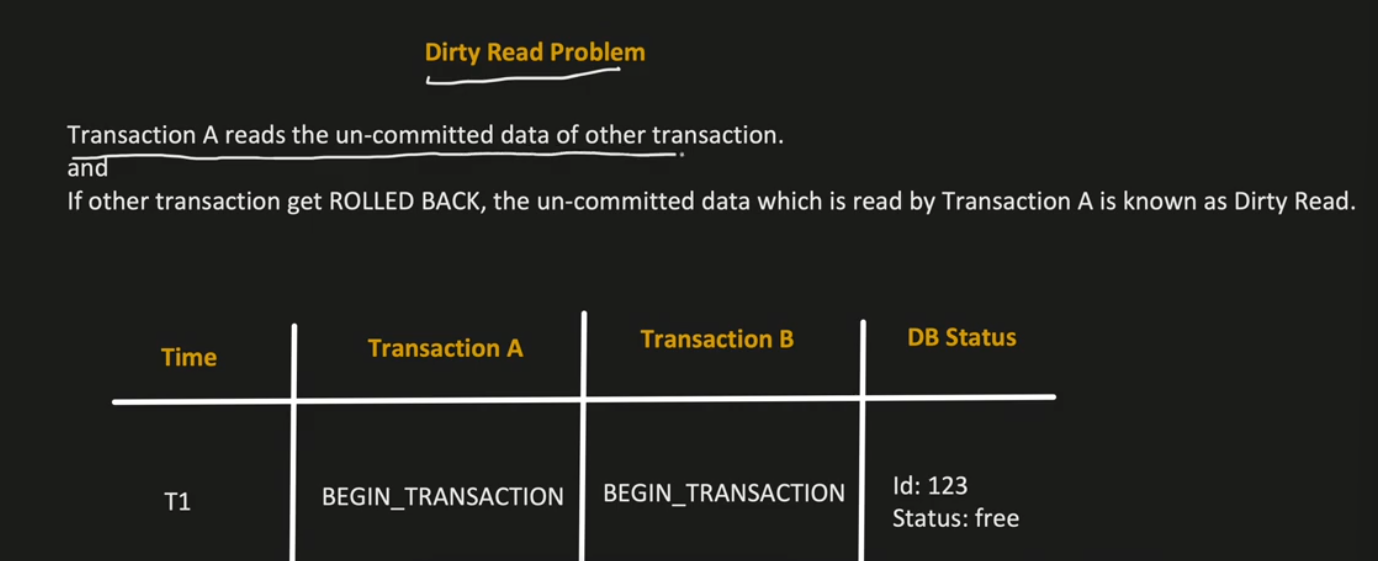 Dirty Read Problem
Transaction A reads the un-committed data of other transaction.
and
If other transaction get ROLLED BACK, the un-committed data which is read by Transaction A is known as Dirty Read.
Time
Transaction A
Transaction B
DB Status
T1
BEGIN_TRANSACTION
BEGIN_TRANSACTION
Id: 123
Status: free